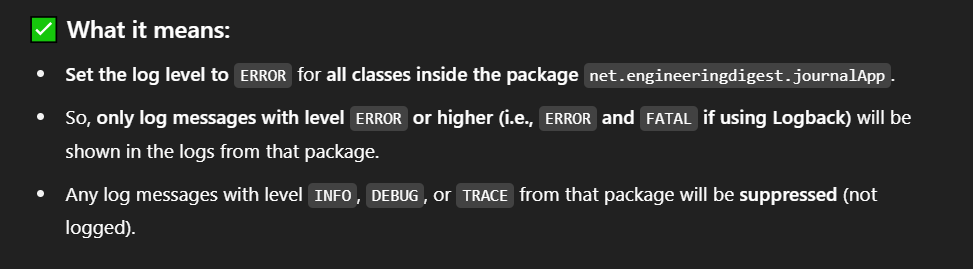 ✅ What it means:
• Set the log level to ERROR for all classes inside the package net.engineeringdigest.journalApp.
• So, only log messages with level ERROR or higher (i.e., ERROR and FATAL if using Logback) will be
shown in the logs from that package.
• Any log messages with level INFO, DEBUG, or TRACE from that package will be suppressed (not
logged).